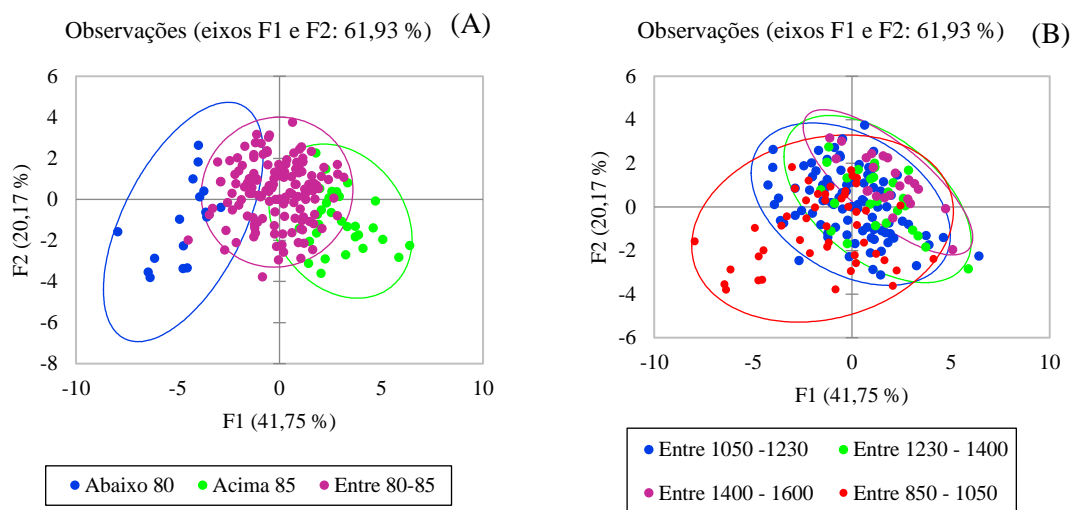 Observações (eixos F1 e F2: 61,93 %) (A)
6
4
2
0
-2
-4
-6
-8
-10 -5 0 5 10
F2 (20,17 %)
F1 (41,75 %)
Abaixo 80 Acima 85 Entre 80-85
Observações (eixos F1 e F2: 61,93 %) (B)
6
4
2
0
-2
-4
-6
-10 -5 0 5 10
F2 (20,17 %)
F1 (41,75 %)
Entre 1050 -1230 Entre 1230 - 1400
Entre 1400 - 1600 Entre 850 - 1050